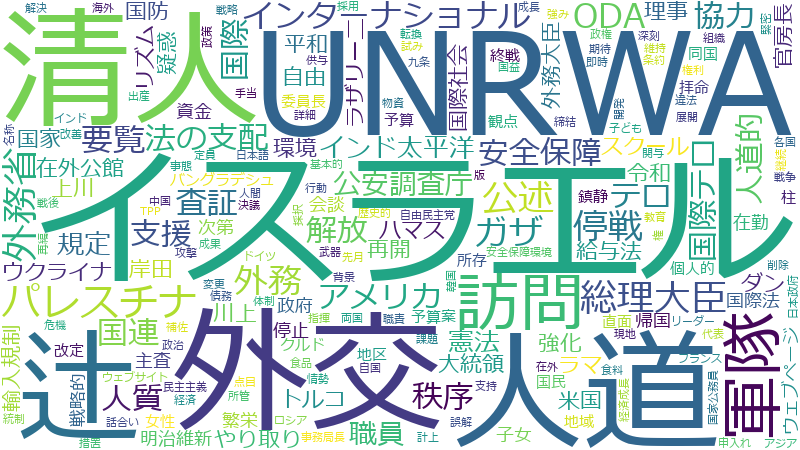 清人
UNRWA
イスラエル
外交
人道
辻
訪問
軍隊
インターナショナル
ODA
理事
協力
官房長
国防
リズム
疑惑
国際
平和
自由
ラザリーニ
国際社会
外務大臣
終戦
九条
委員長
資金
予算
観点
国家
要覧
法の支配
環境
インド太平洋
安全保障
スクール
人道的
外務省
在外公館
上川
バングラデシュ
公安調査庁
公述
令和
テロ
国際テロ
査証
会談
解放
ハマス
ガザ
停戦
鎮静
在勤
規定
支援
次第
再開
給与法
ウクライナ
岸田
外務
アメリカ
所存
個人的
ダン
国際法
パレスチナ
政府
川上
総理大臣
国連
停止
憲法
直面
帰国
強化
輸入規制
改定
主査
クルド
地区
大統領
ラマ
ウェブページ
戦略的
人質
トルコ
秩序
米国
国民
地域
女性
繁栄
明治維新
やり取り
職員
子女
解決
海外
戦略
採用
成長
強み
政権
深刻
緊密
政策
供与
転換
試み
期待
即時
維持
条約
組織
同国
拝命
権利
違法
展開
物資
詳細
締結
開発
子ども
関与
名国
戦争
柱
インド
改善
出産
手当
名称
定員
日本語
事態
中国
人間
決議
行動
基本的
版
歴史的
自由民主党
教育
権
戦後
TPP
攻撃
成果
武器
ドイツ
先月
安全保障環境
削除
日本政府
危機
補佐
変更
債務
体制
背景
指揮
両国
職責
予算案
課題
韓国
リーダー
現地
代表
政治
ウェブサイト
民主主義
経済
自国
食品
情勢
支持
在外
食料
フランス
国家公務員
統制
措置
話合い
所管
ロシア
事務局長
計上
誤解
経済成長
申入れ
アジア